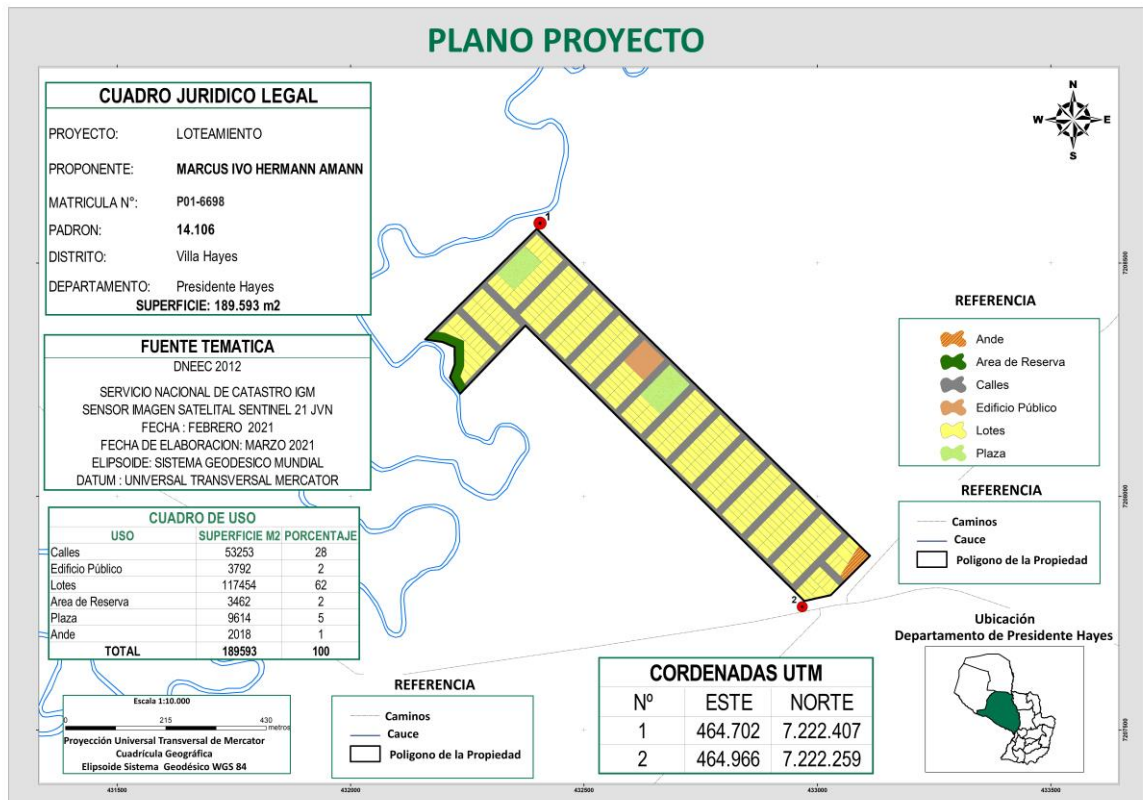 PLANO PROYECTO
CUADRO JURIDICO LEGAL
PROYECTO: LOTEAMIENTO
PROPONENTE: MARCUS IVO HERMANN AMANN
MATRICULA N°: P01-6698
PADRON: 14.106
DISTRITO: Villa Hayes
DEPARTAMENTO: Presidente Hayes
SUPERFICIE: 189.593 m2
FUENTE TEMATICA
DNEEC 2012
SERVICIO NACIONAL DE CATASTRO IGM
SENSOR IMAGEN SATELITAL SENTINEL 21 JVN
FECHA : FEBRERO 2021
FECHA DE ELABORACION: MARZO 2021
ELIPSOIDE: SISTEMA GEODESICO MUNDIAL
DATUM : UNIVERSAL TRANSVERSAL MERCATOR
CUADRO DE USO
USO SUPERFICIE M2 PORCENTAJE
Calles 53253 28
Edificio Público 3792 2
Lotes 117454 62
Area de Reserva 3462 2
Plaza 9614 5
Ande 2018 1
TOTAL 189593 100
Escala 1:10.000
0 215 430
metros
Proyección Universal Transversal de Mercator
Cuadrícula Geográfica
Elipsoide Sistema Geodésico WGS 84
REFERENCIA
Caminos
Cauce
Poligono de la Propiedad
1
2
CORDENADAS UTM
Nº ESTE NORTE
1 464.702 7.222.407
2 464.966 7.222.259
N
W E
S
REFERENCIA
Ande
Area de Reserva
Calles
Edificio Público
Lotes
Plaza
REFERENCIA
Caminos
Cauce
Poligono de la Propiedad
Ubicación
Departamento de Presidente Hayes
431500 432000 432500 433000 433500